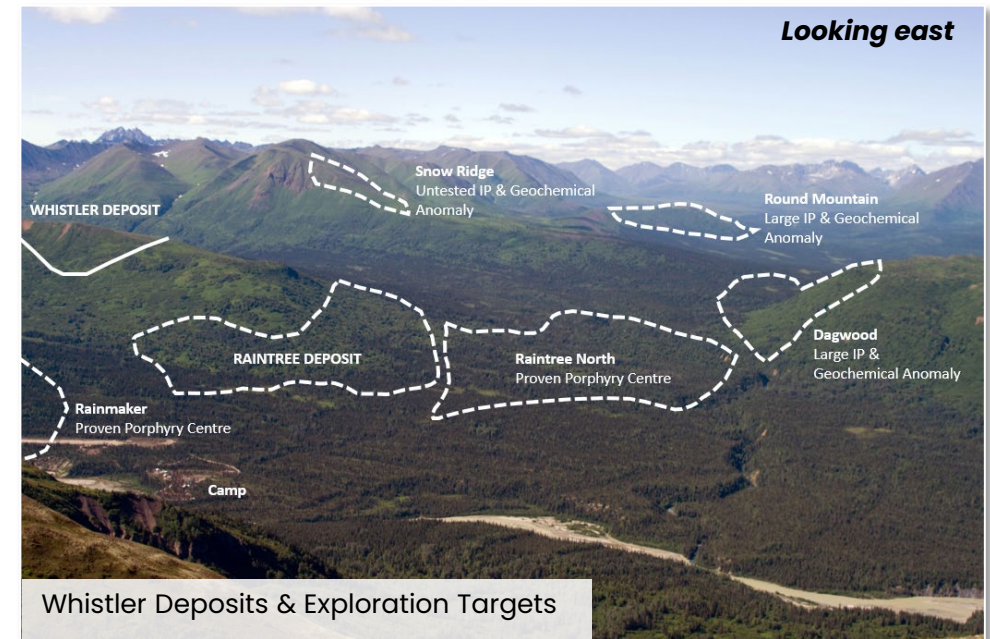 Looking east
Snow Ridge
Untested IP & Geochemical
Anomaly
Round Mountain
Large IP & Geochemical
Anomaly
WHISTLER DEPOSIT
Dagwood
Large IP &
Geochemical Anomaly
RAINTREE DEPOSIT
Raintree North
Proven Porphyry Centre
Rainmaker
Proven Porphyry Centre
Camp
Whistler Deposits & Exploration Targets